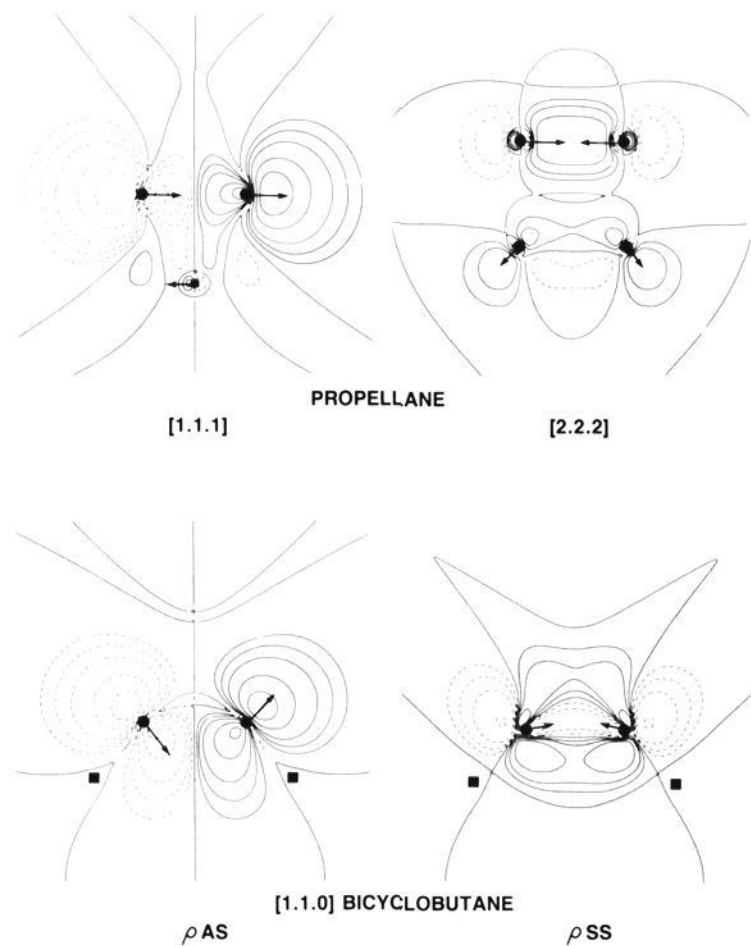 PROPELLANE
[1.1.1] [2.2.2]
[1.1.0] BICYCLOBUTANE
ρ AS ρ SS